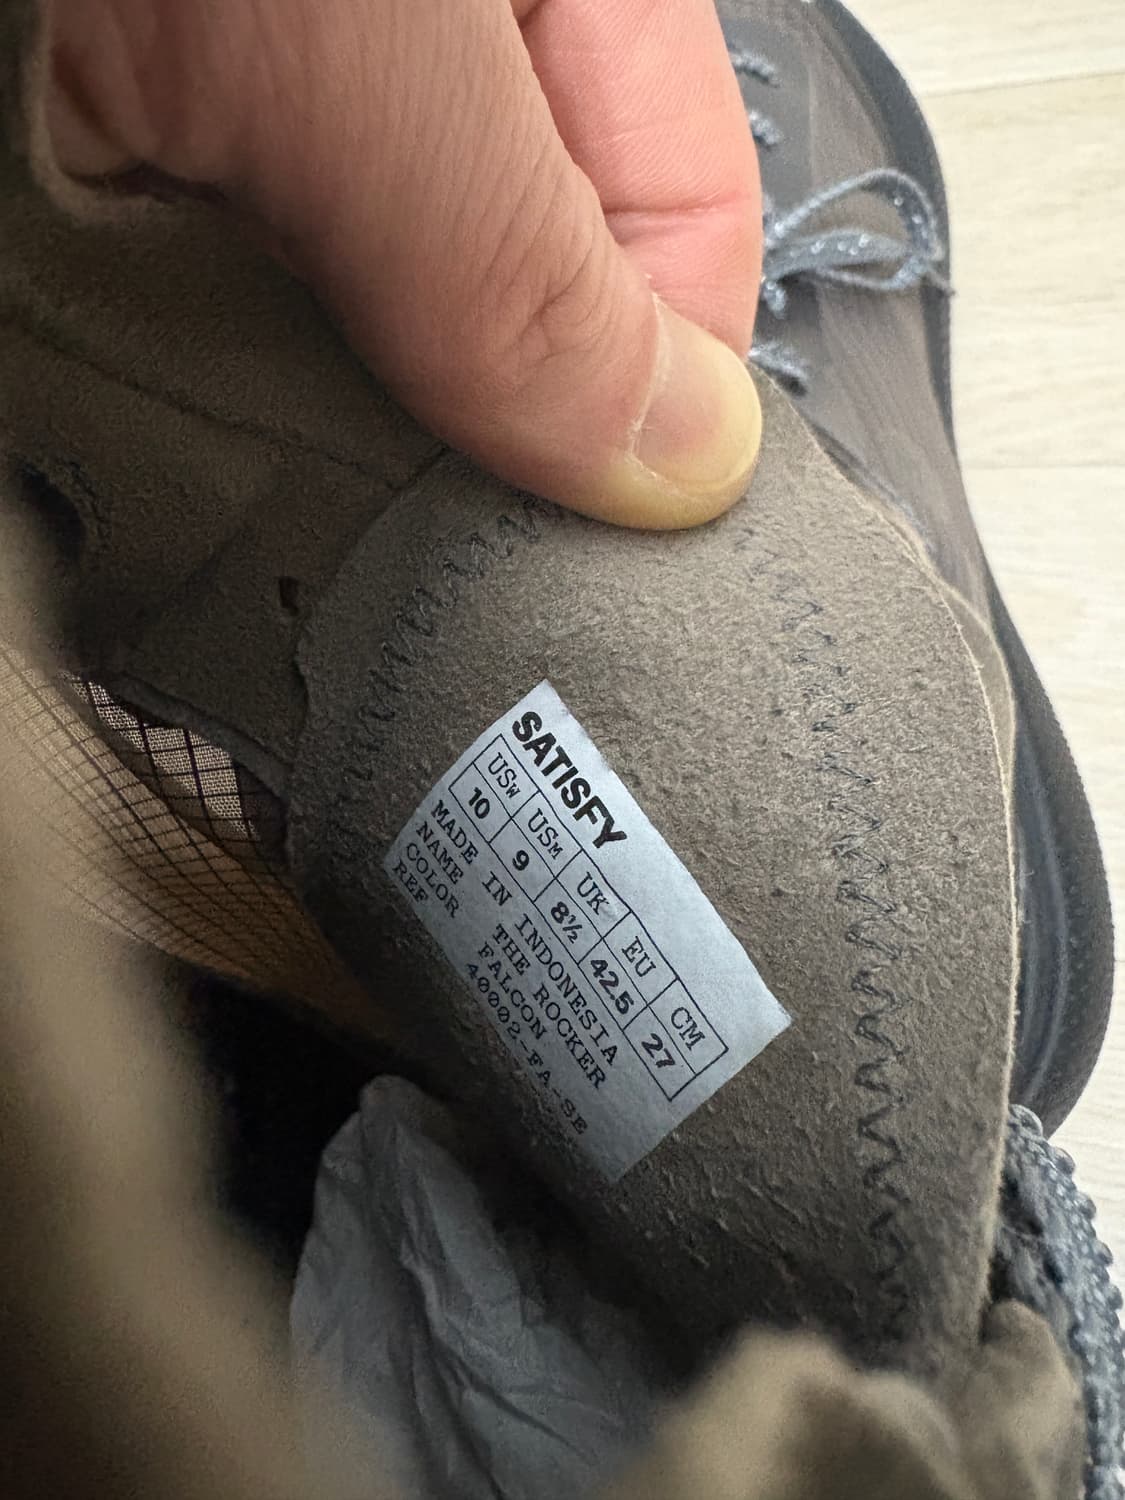 SATISFY
USW USM UK EU CM
10 9 8½ 42.5 27
MADE IN INDONESIA
NAME THE ROCKER
COLOR FALCON
REF 40002-FA-SE